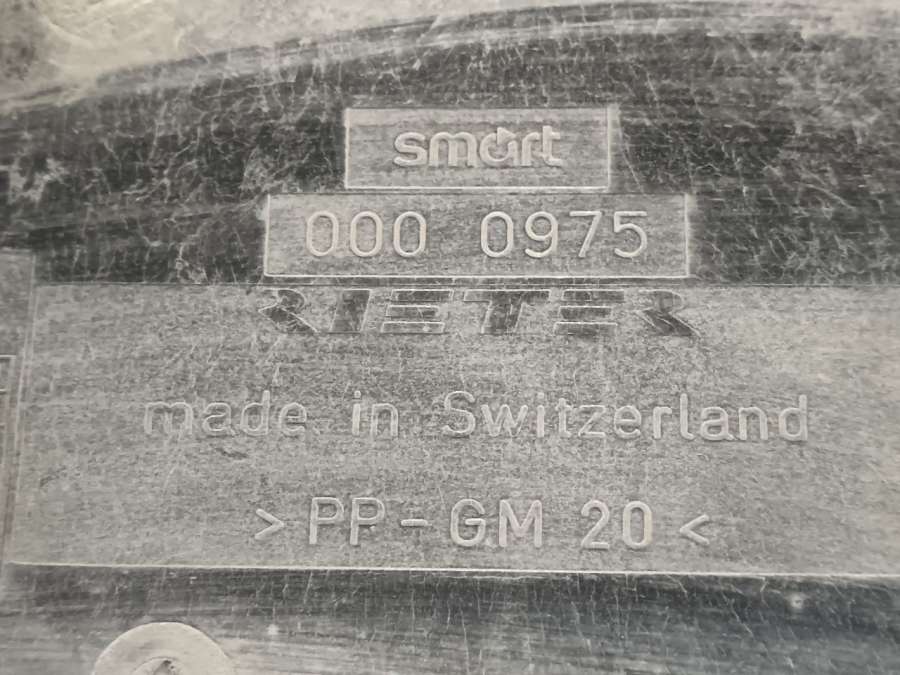 smart
000 0975
RIETER
made in Switzerland
>PP-GM 20<